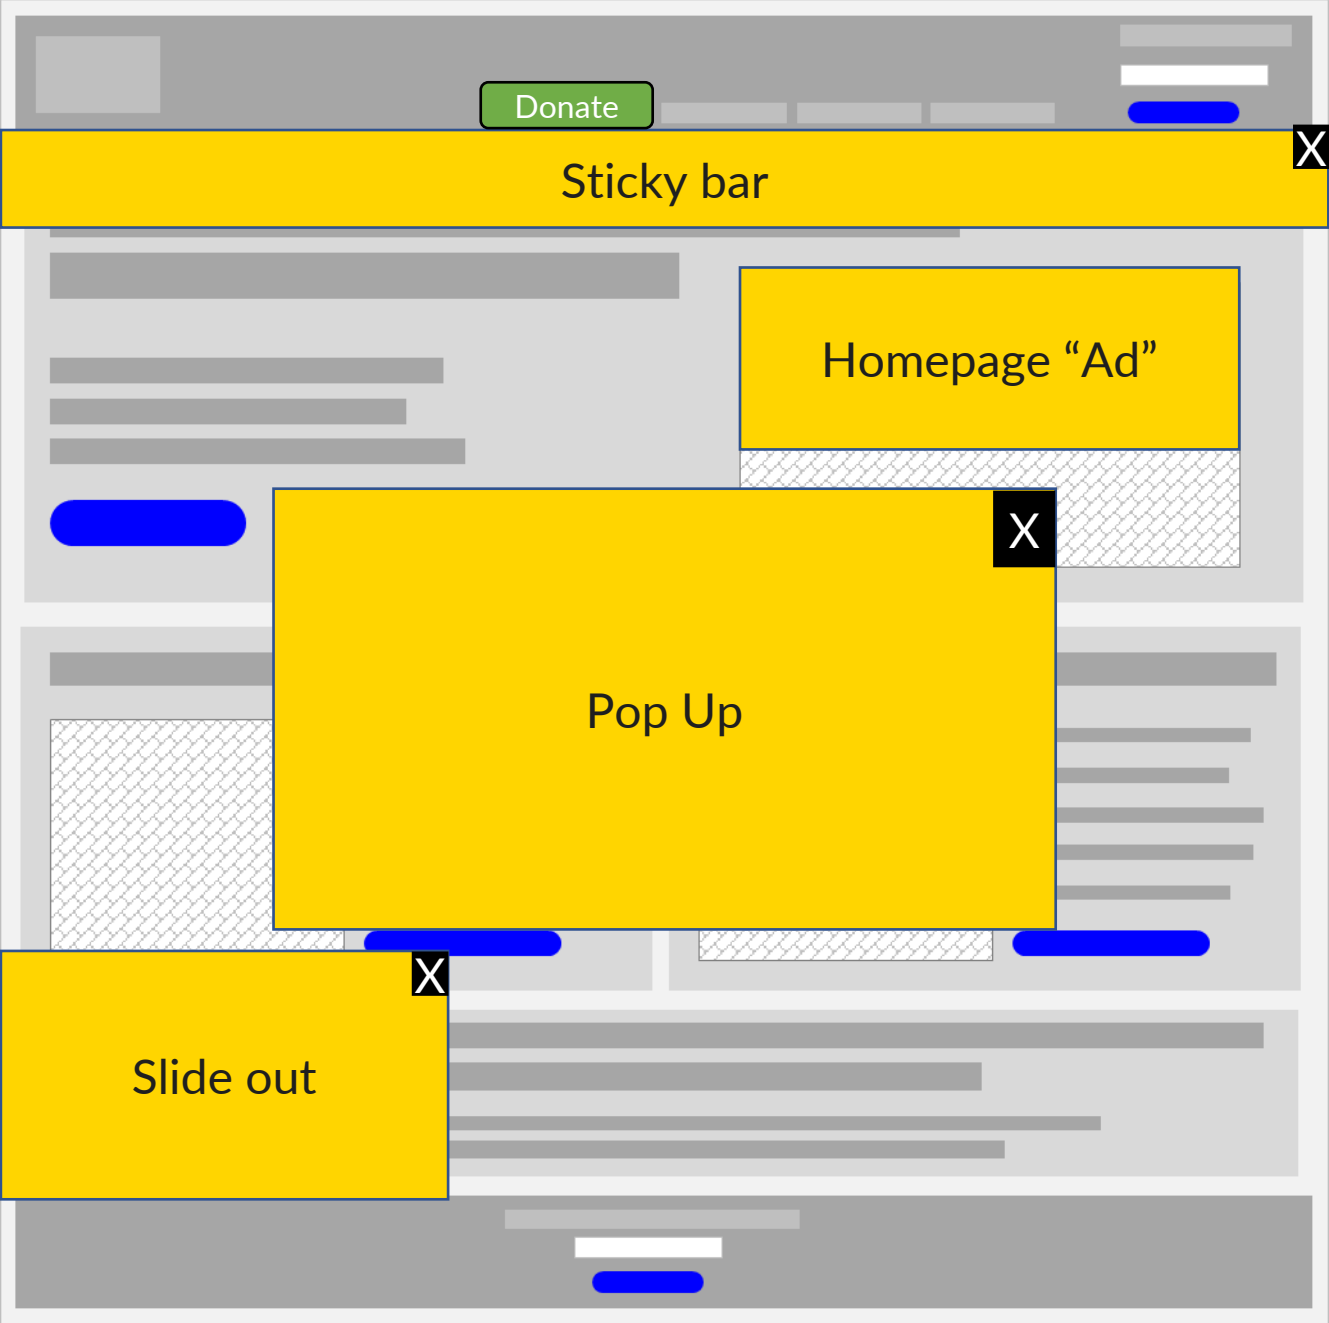 Donate
X
Sticky bar
Homepage “Ad”
X
Pop Up
X
Slide out